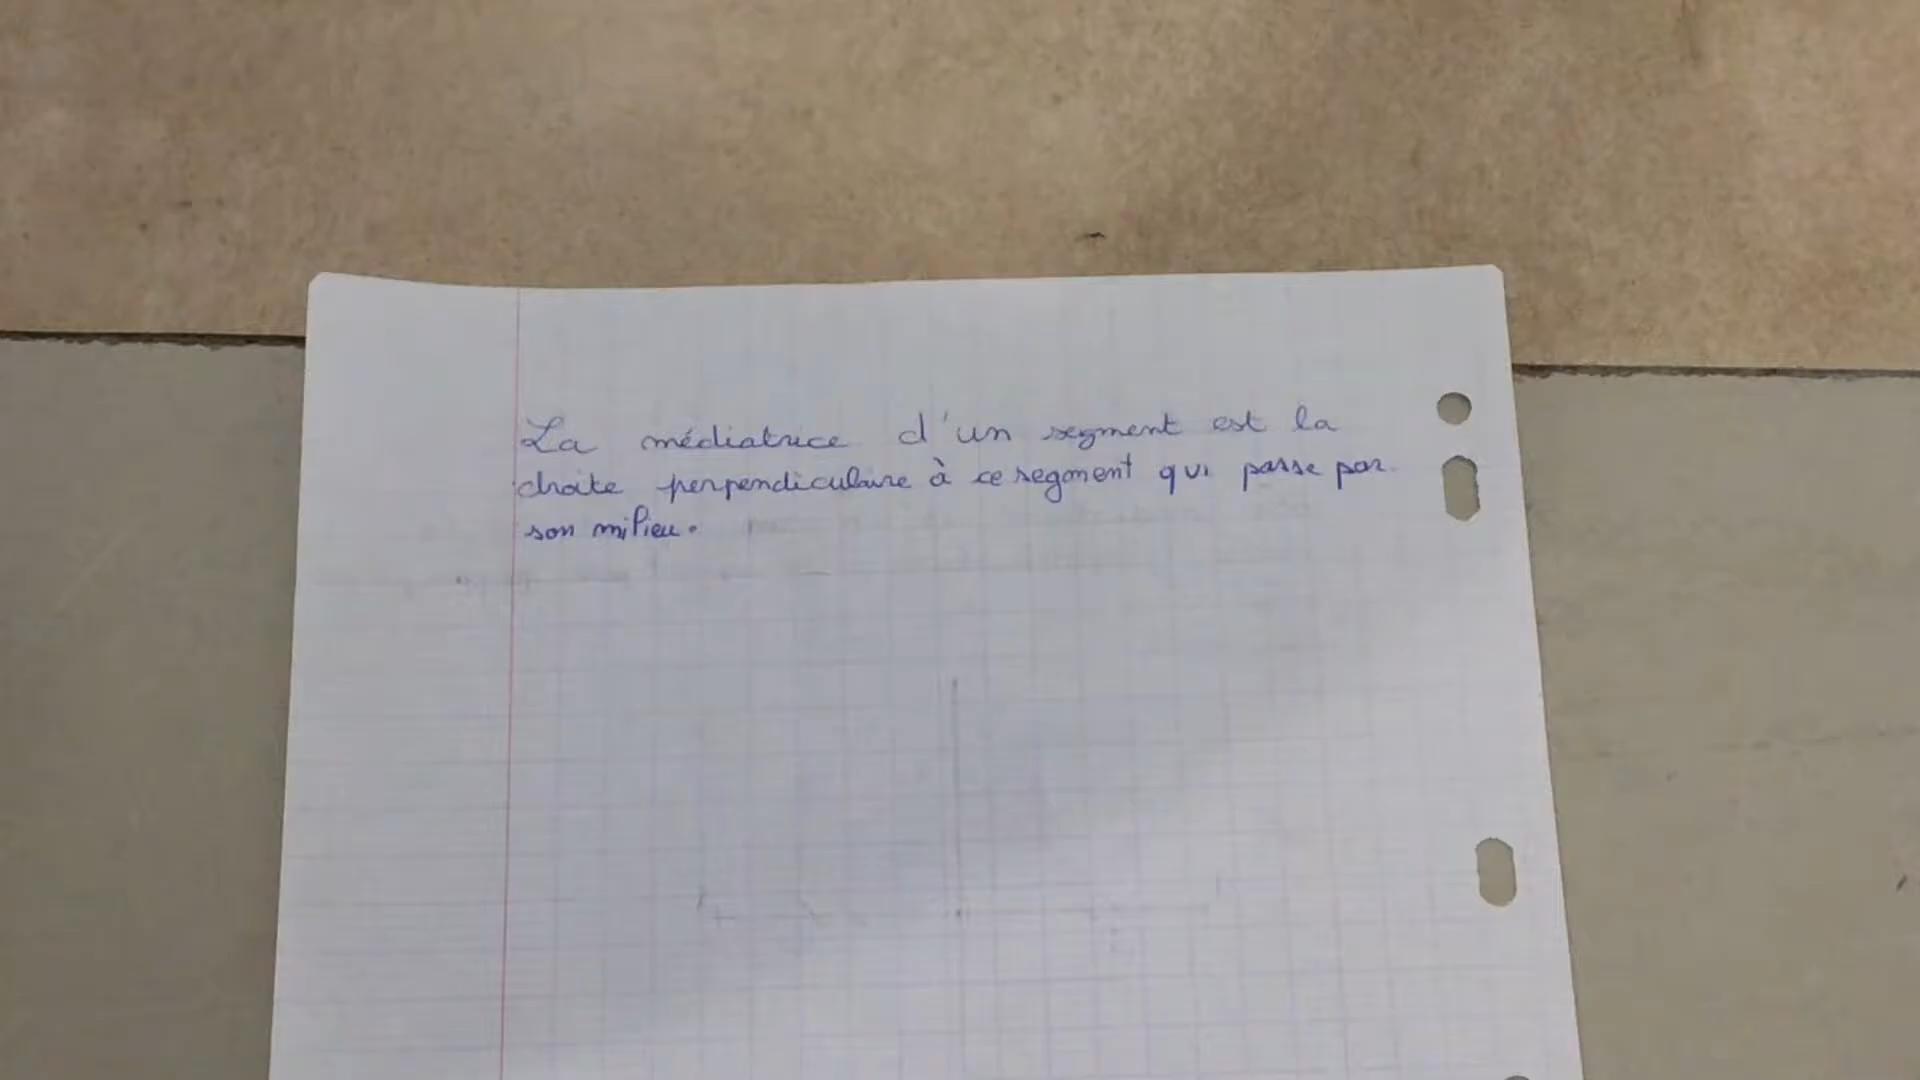 La médiatrice d'un segment est la
droite perpendiculaire à ce segment qui passe par
son milieu.